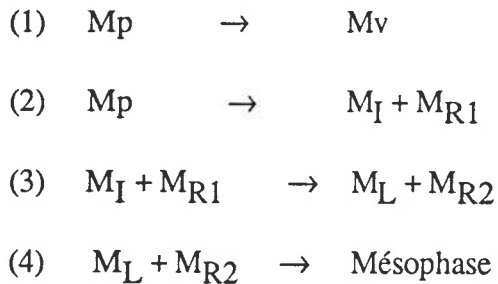 (1) Mp → Mv
(2) Mp → M_I + M_R1
(3) M_I + M_R1 → M_L + M_R2
(4) M_L + M_R2 → Mésophase